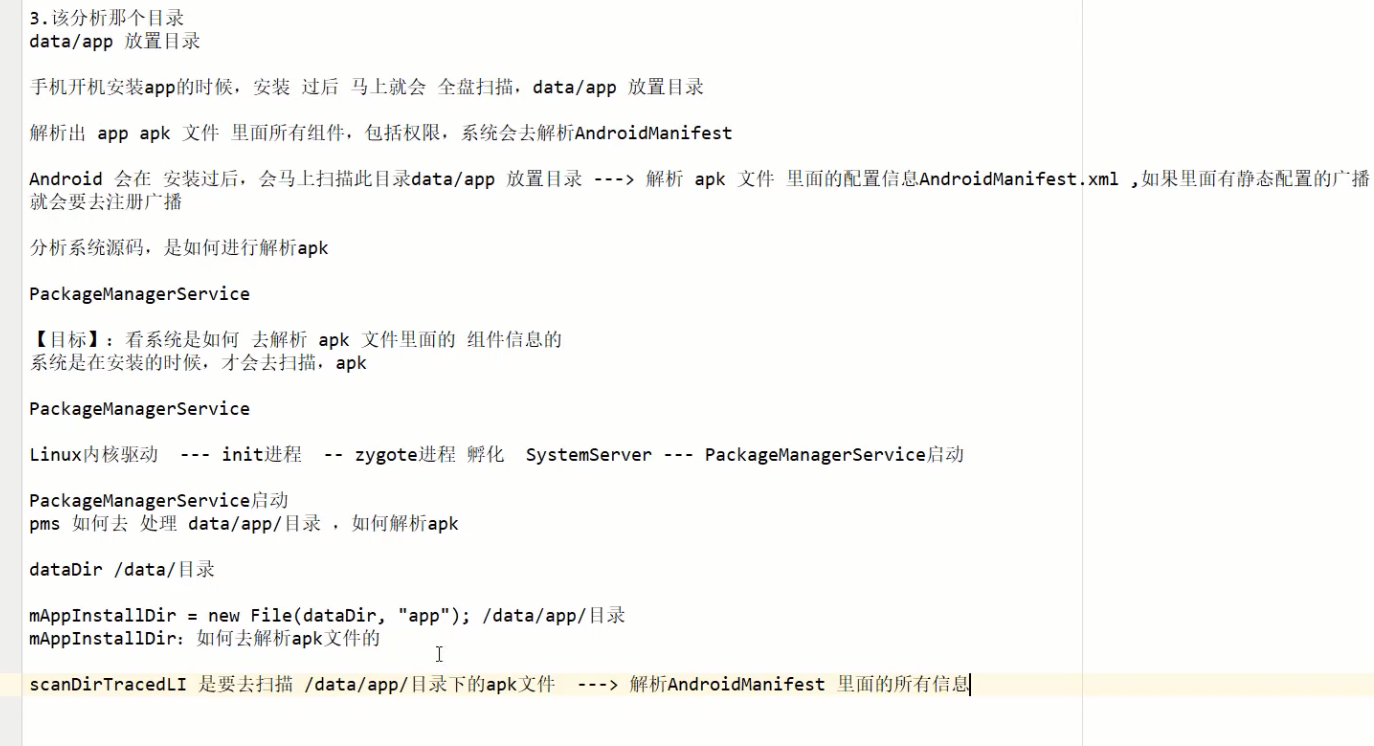 3.该分析那个目录
data/app 放置目录
手机开机安装app的时候，安装 过后 马上就会 全盘扫描，data/app 放置目录
解析出 app apk 文件 里面所有组件，包括权限，系统会去解析AndroidManifest
Android 会在 安装过后，会马上扫描此目录data/app 放置目录 ---> 解析 apk 文件 里面的配置信息AndroidManifest.xml ,如果里面有静态配置的广播
就会要去注册广播
分析系统源码，是如何进行解析apk
PackageManagerService
【目标】：看系统是如何 去解析 apk 文件里面的 组件信息的
系统是在安装的时候，才会去扫描，apk
PackageManagerService
Linux内核驱动 --- init进程 -- zygote进程 孵化 SystemServer --- PackageManagerService启动
PackageManagerService启动
pms 如何去 处理 data/app/目录 ，如何解析apk
dataDir /data/目录
mAppInstallDir = new File(dataDir, "app"); /data/app/目录
mAppInstallDir：如何去解析apk文件的
scanDirTracedLI 是要去扫描 /data/app/目录下的apk文件 ---> 解析AndroidManifest 里面的所有信息